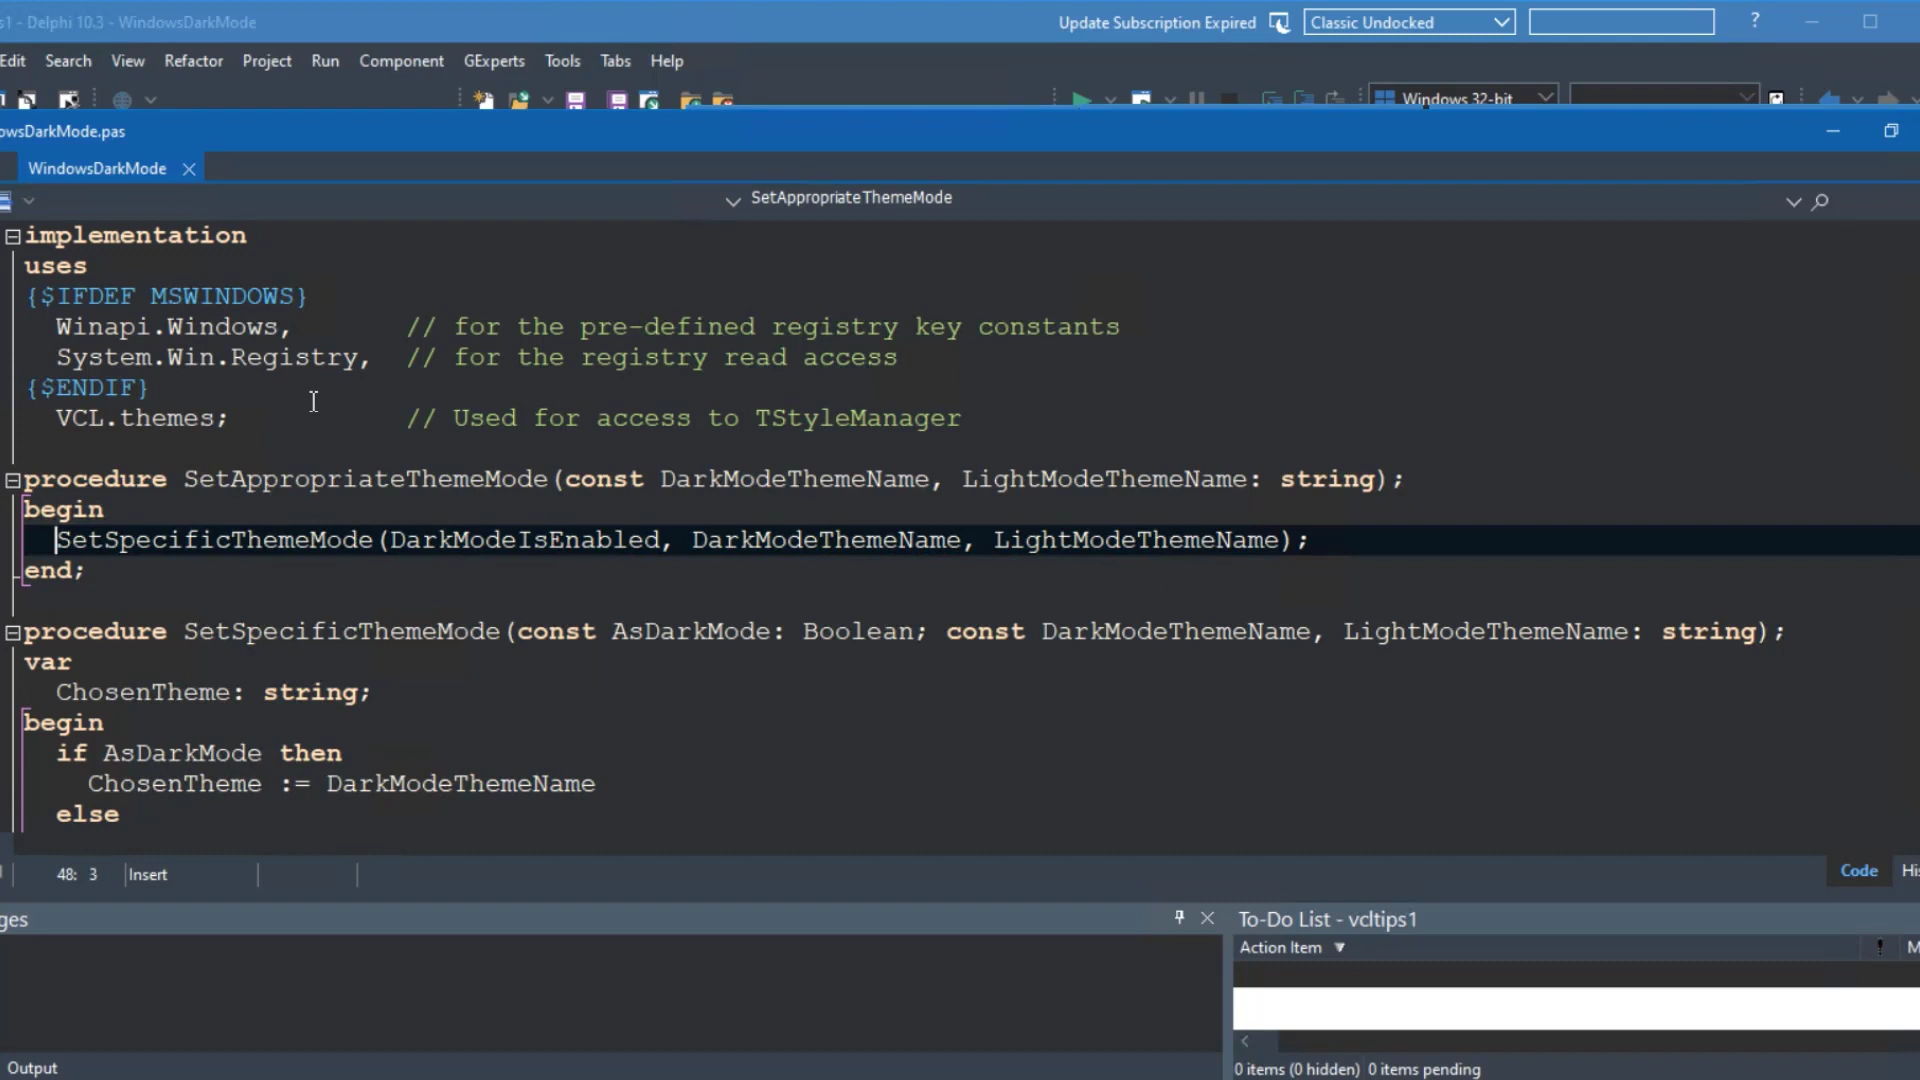 s1 - Delphi 10.3 - WindowsDarkMode
Update Subscription Expired
Classic Undocked
?
Edit Search View Refactor Project Run Component GExperts Tools Tabs Help
Windows 32-bit
owsDarkMode.pas
WindowsDarkMode
SetAppropriateThemeMode
implementation
uses
{$IFDEF MSWINDOWS}
Winapi.Windows, // for the pre-defined registry key constants
System.Win.Registry, // for the registry read access
{$ENDIF}
VCL.themes; // Used for access to TStyleManager
procedure SetAppropriateThemeMode(const DarkModeThemeName, LightModeThemeName: string);
begin
SetSpecificThemeMode(DarkModeIsEnabled, DarkModeThemeName, LightModeThemeName);
end;
procedure SetSpecificThemeMode(const AsDarkMode: Boolean; const DarkModeThemeName, LightModeThemeName: string);
var
ChosenTheme: string;
begin
if AsDarkMode then
ChosenTheme := DarkModeThemeName
else
48: 3 Insert
Code His
ges
To-Do List - vcltips1
Action Item ! M
Output
0 items (0 hidden) 0 items pending